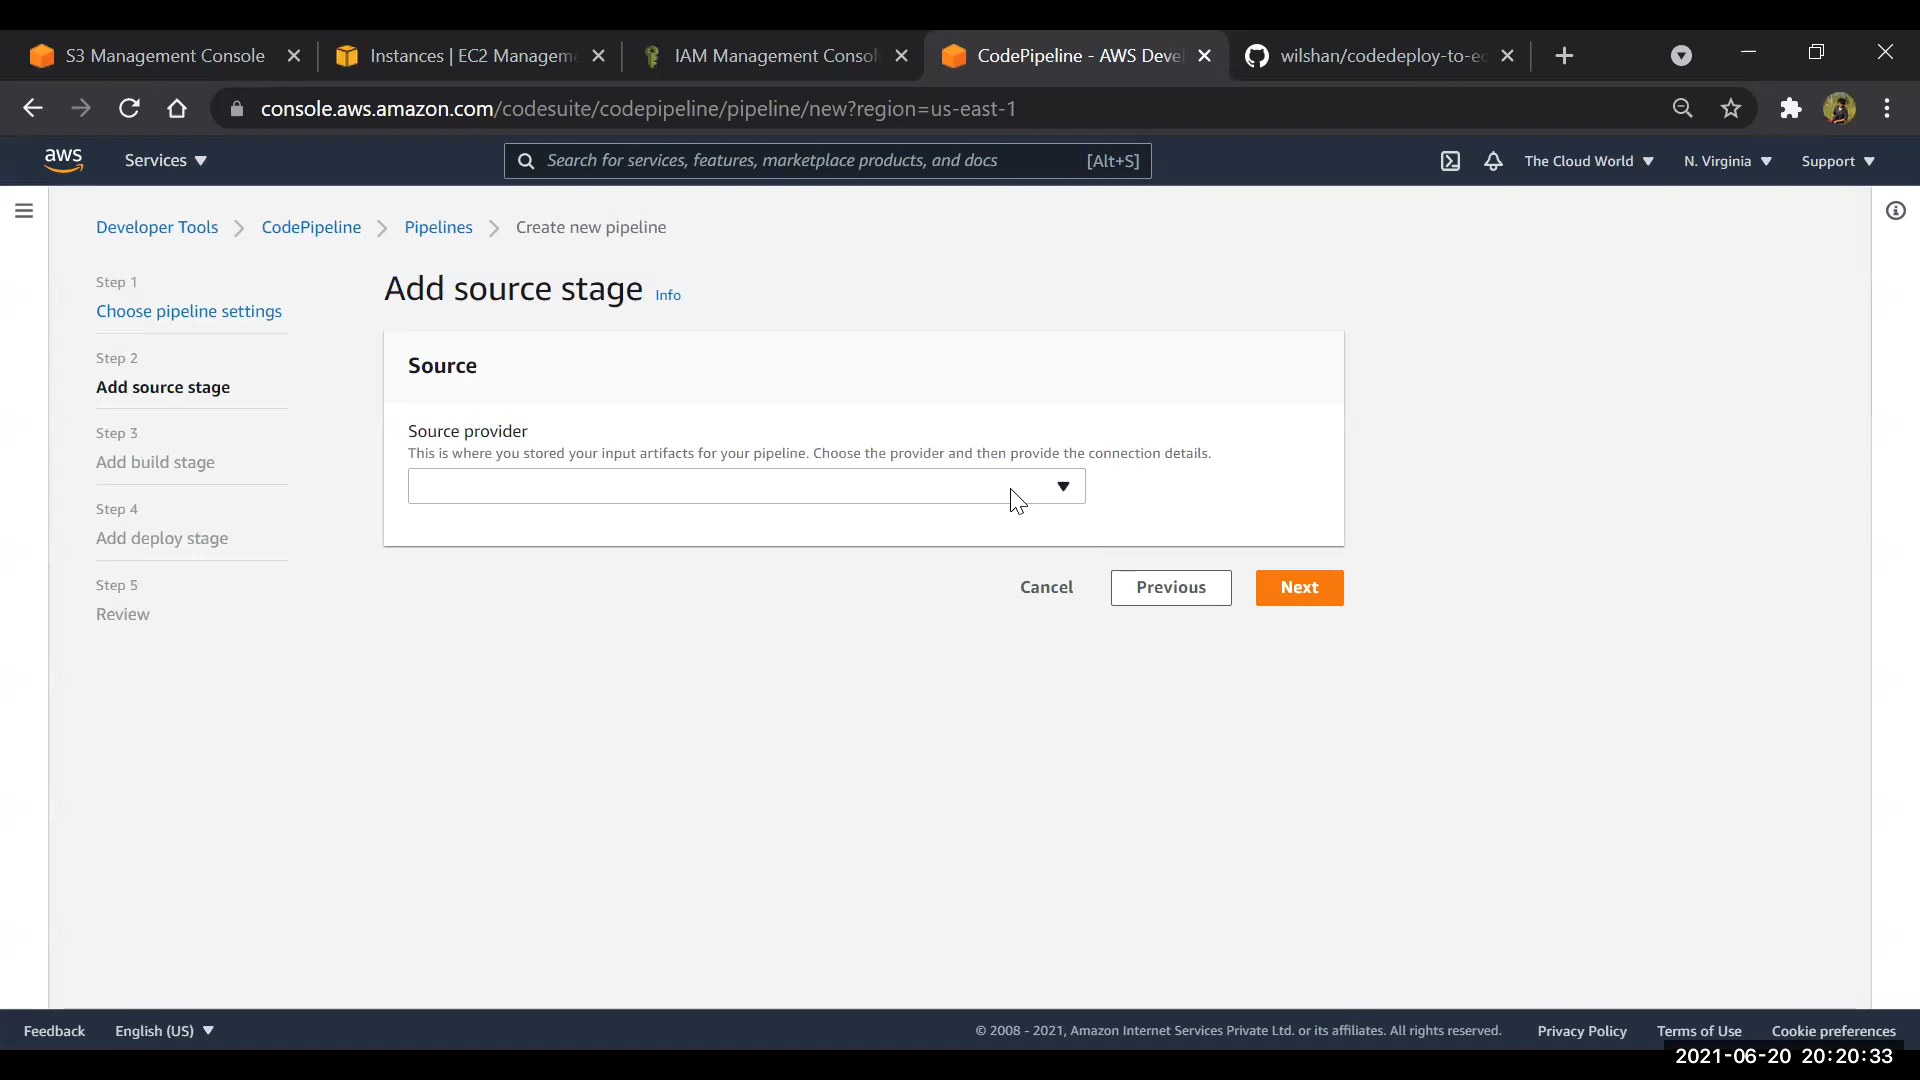 S3 Management Console
Instances | EC2 Manageme
IAM Management Consol
CodePipeline - AWS Deve
wilshan/codedeploy-to-ec
console.aws.amazon.com/codesuite/codepipeline/pipeline/new?region=us-east-1
aws
Services
Search for services, features, marketplace products, and docs
[Alt+S]
The Cloud World
N. Virginia
Support
Developer Tools
CodePipeline
Pipelines
Create new pipeline
Step 1
Choose pipeline settings
Step 2
Add source stage
Step 3
Add build stage
Step 4
Add deploy stage
Step 5
Review
Add source stage
Info
Source
Source provider
This is where you stored your input artifacts for your pipeline. Choose the provider and then provide the connection details.
Cancel
Previous
Next
Feedback
English (US)
© 2008 - 2021, Amazon Internet Services Private Ltd. or its affiliates. All rights reserved.
Privacy Policy
Terms of Use
Cookie preferences
2021-06-20 20:20:33